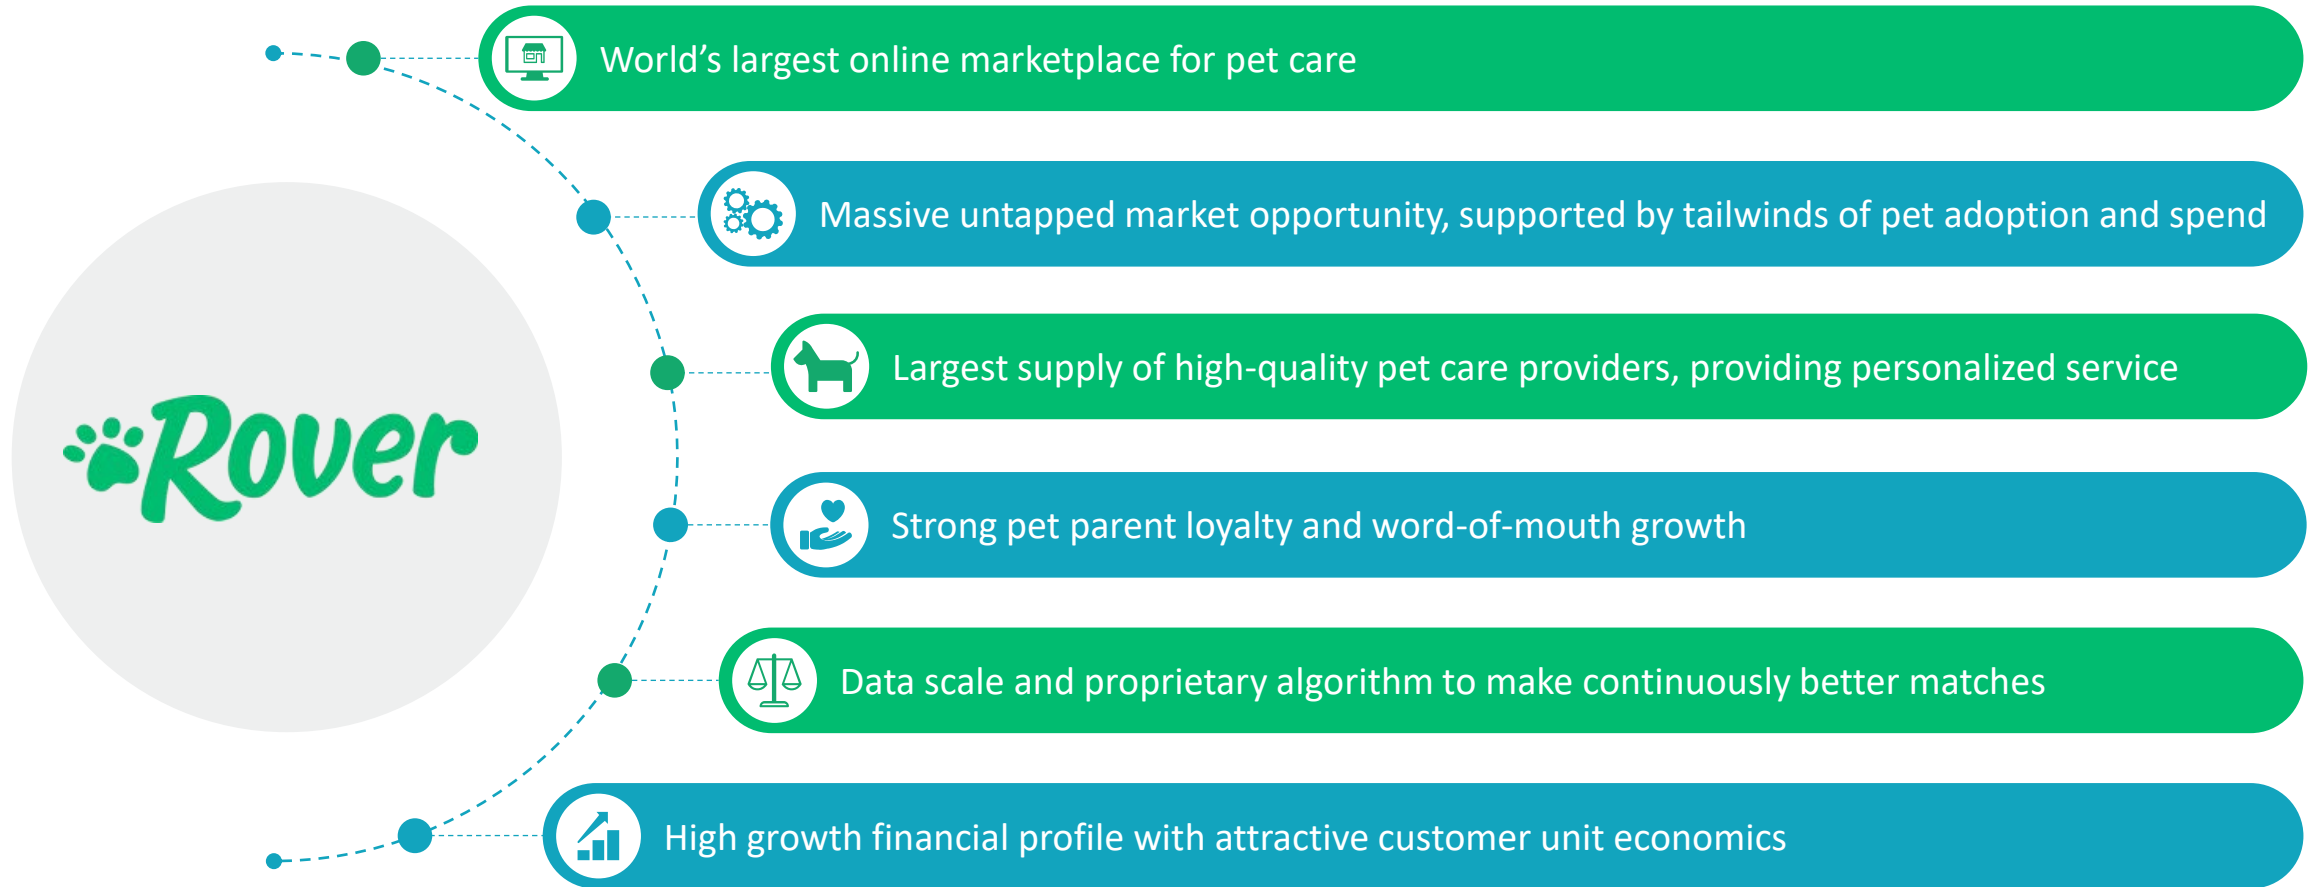 World’s largest online marketplace for pet care
Massive untapped market opportunity, supported by tailwinds of pet adoption and spend
Largest supply of high-quality pet care providers, providing personalized service
Rover
Strong pet parent loyalty and word-of-mouth growth
Data scale and proprietary algorithm to make continuously better matches
High growth financial profile with attractive customer unit economics